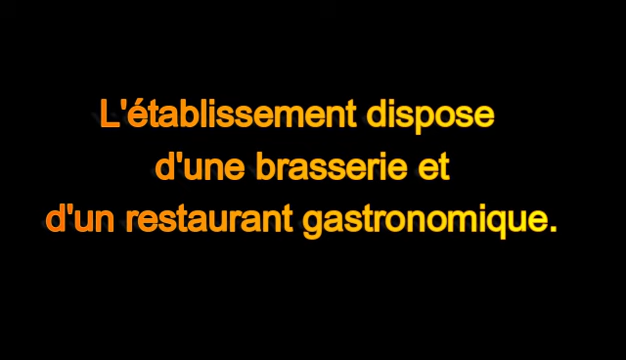 L'établissement dispose
d'une brasserie et
d'un restaurant gastronomique.